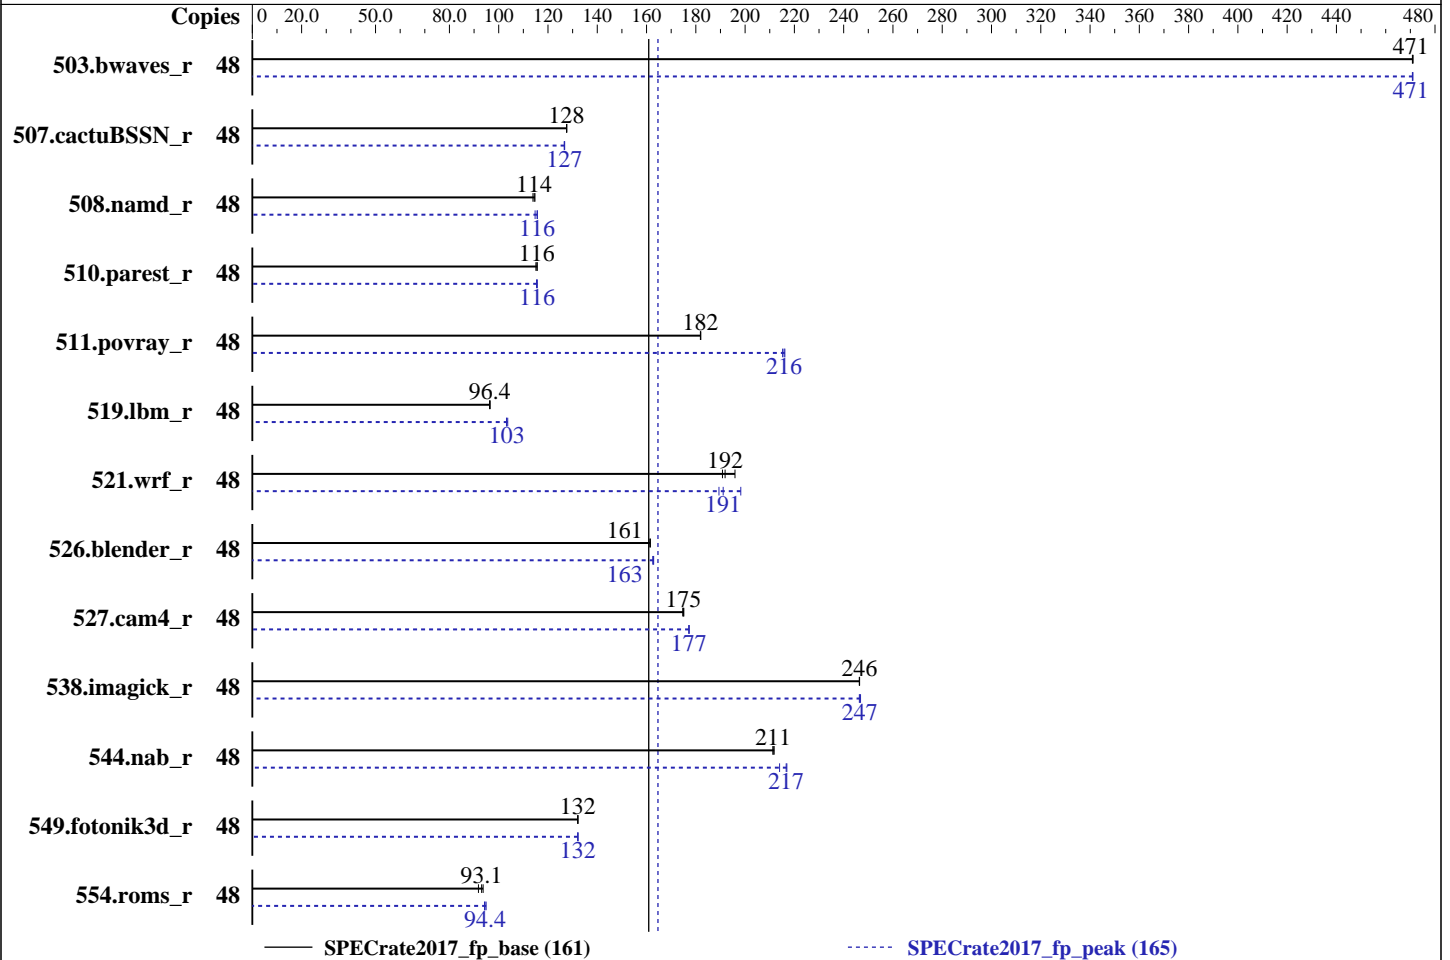 Copies 0 20.0 50.0 80.0 100 120 140 160 180 200 220 240 260 280 300 320 340 360 380 400 420 440 480
471
503.bwaves_r 48
471
128
507.cactuBSSN_r 48
127
114
508.namd_r 48
116
116
510.parest_r 48
116
182
511.povray_r 48
216
96.4
519.lbm_r 48
103
192
521.wrf_r 48
191
161
526.blender_r 48
163
175
527.cam4_r 48
177
246
538.imagick_r 48
247
211
544.nab_r 48
217
132
549.fotonik3d_r 48
132
93.1
554.roms_r 48
94.4
SPECrate2017_fp_base (161) SPECrate2017_fp_peak (165)